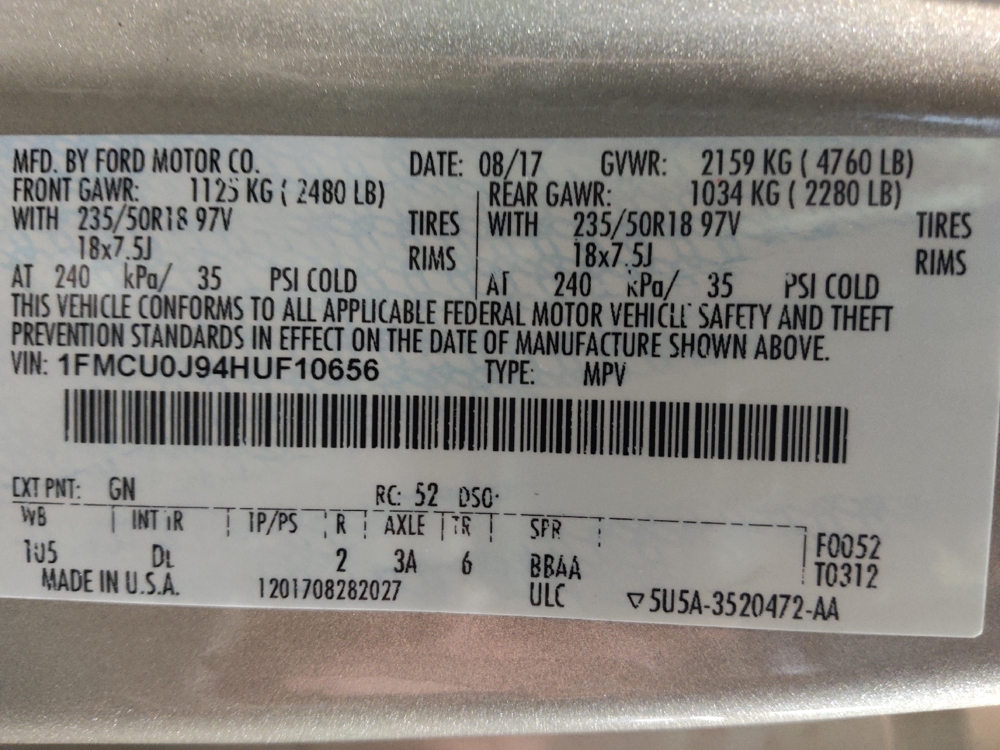 MFD. BY FORD MOTOR CO. DATE: 08/17 GVWR: 2159 KG ( 4760 LB)
FRONT GAWR: 1125 KG ( 2480 LB) REAR GAWR: 1034 KG ( 2280 LB)
WITH 235/50R18 97V TIRES WITH 235/50R18 97V TIRES
18x7.5J RIMS 18x7.5J RIMS
AT 240 kPa/ 35 PSI COLD AT 240 kPa/ 35 PSI COLD
THIS VEHICLE CONFORMS TO ALL APPLICABLE FEDERAL MOTOR VEHICLE SAFETY AND THEFT
PREVENTION STANDARDS IN EFFECT ON THE DATE OF MANUFACTURE SHOWN ABOVE.
VIN: 1FMCU0J94HUF10656 TYPE: MPV
EXT PNT: GN RC: 52 DSO:
WB INT TR TP/PS R AXLE TR SPR F0052
105 DL 2 3A 6 BBAA T0312
MADE IN U.S.A. 1201708282027 ULC ▽5U5A-3520472-AA